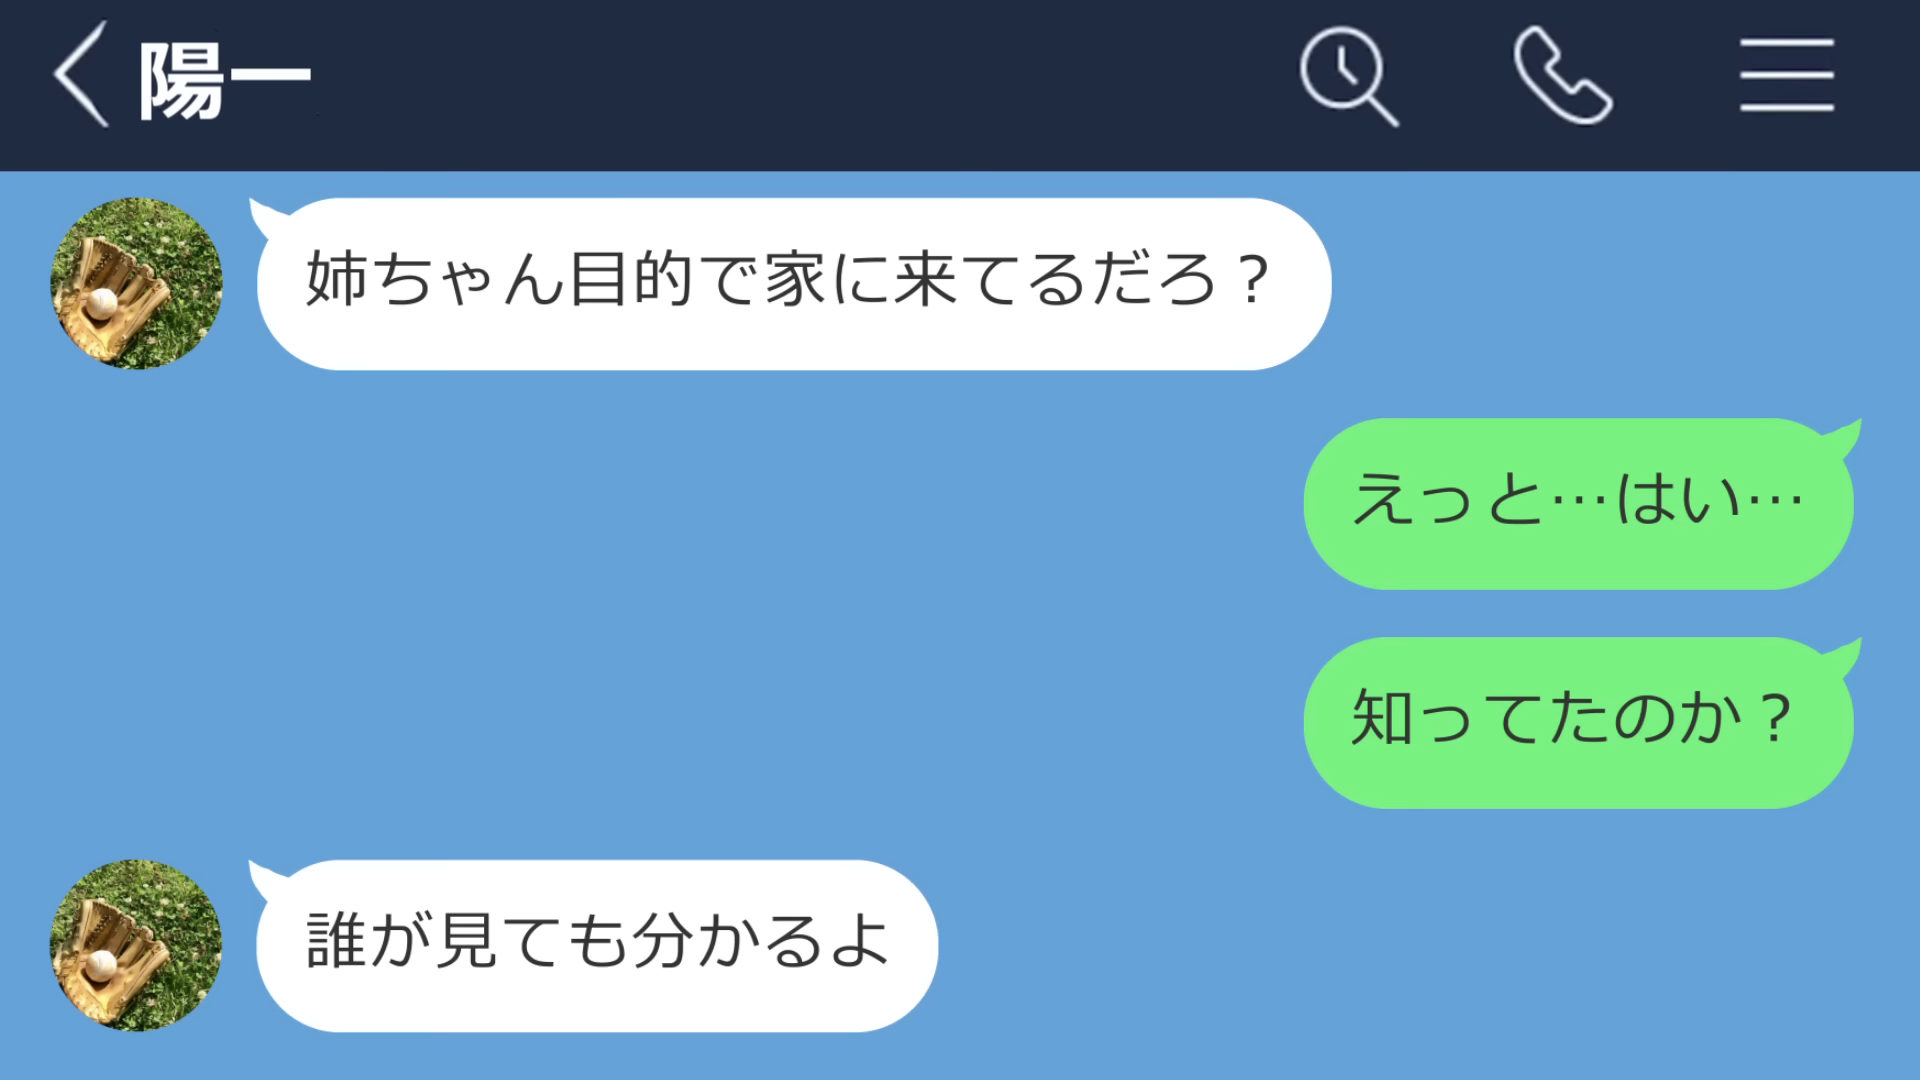 陽一
姉ちゃん目的で家に来てるだろ？
えっと…はい…
知ってたのか？
誰が見ても分かるよ